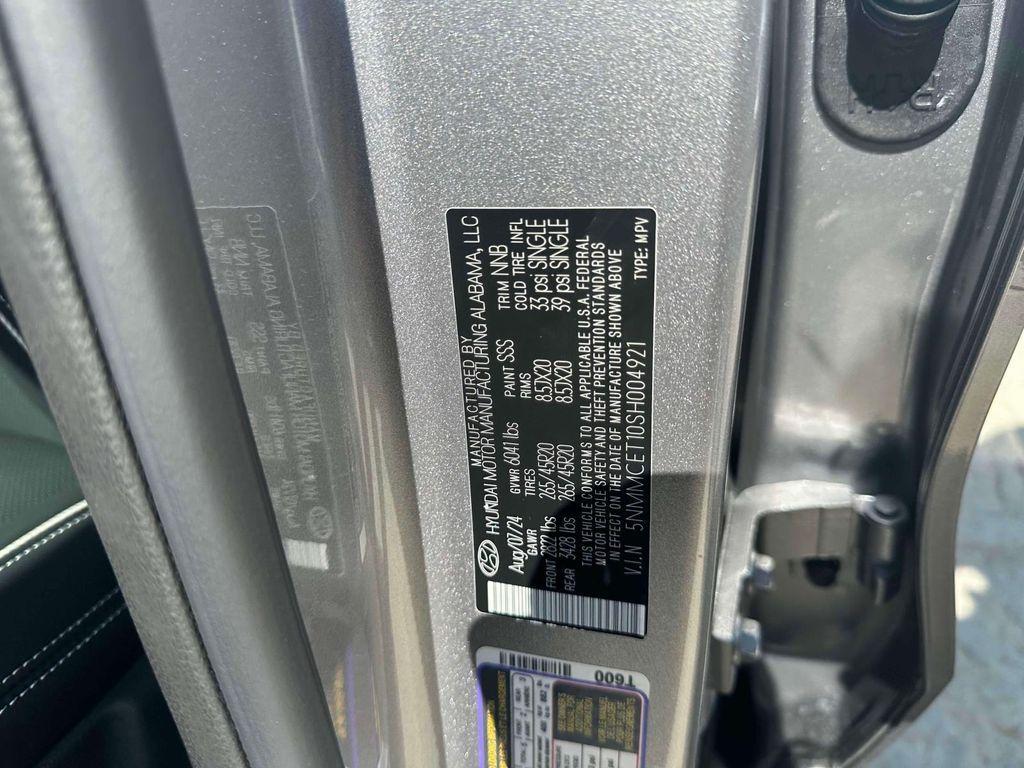 MANUFACTURED BY
HYUNDAI MOTOR MANUFACTURING ALABAMA, LLC
Aug/07/24 GVWR 6041 lbs PAINT SSS TRIM NNB
GAWR TIRES RIMS COLD TIRE INFL
FRONT 2822 lbs 265/45R20 8.5JX20 33 psi SINGLE
REAR 3428 lbs 265/45R20 8.5JX20 39 psi SINGLE
THIS VEHICLE CONFORMS TO ALL APPLICABLE U.S.A. FEDERAL
MOTOR VEHICLE SAFETY AND THEFT PREVENTION STANDARDS
IN EFFECT ON THE DATE OF MANUFACTURE SHOWN ABOVE
V.I.N 5NMMCET10SH004921 TYPE: MPV
T600